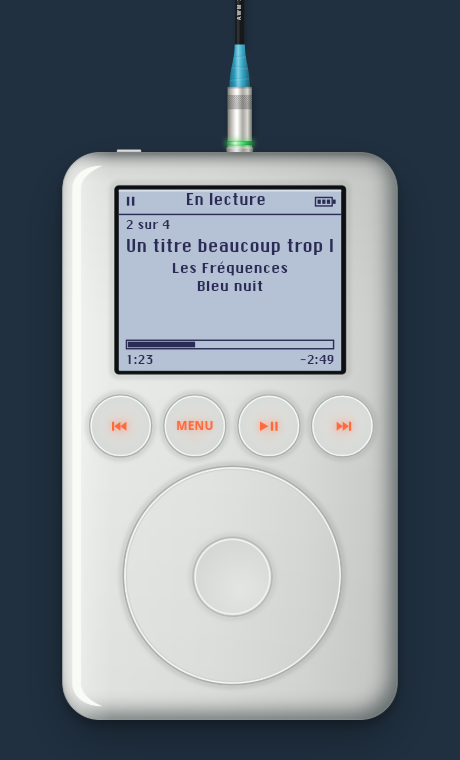 En lecture
2 sur 4
Un titre beaucoup trop l
Les Fréquences
Bleu nuit
1:23
-2:49
MENU